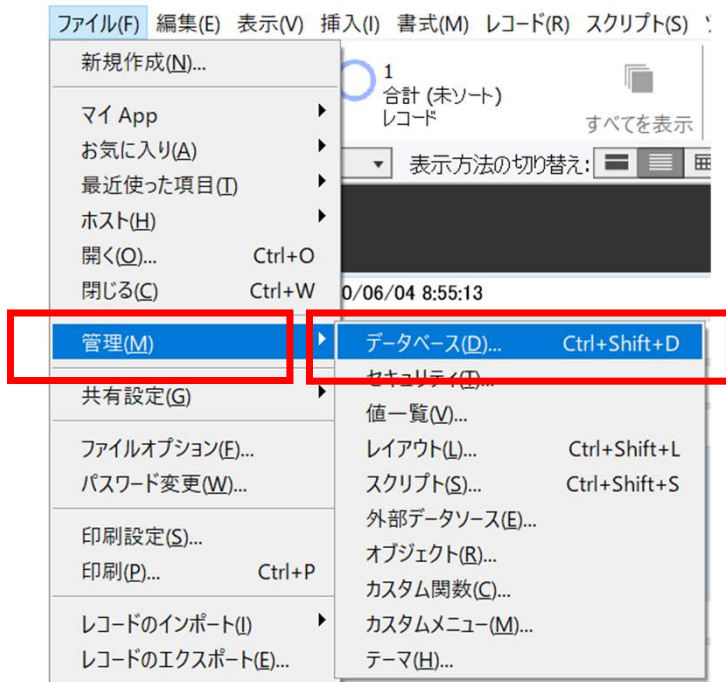 ファイル(F) 編集(E) 表示(V) 挿入(I) 書式(M) レコード(R) スクリプト(S)
新規作成(N)...
マイ App
お気に入り(A)
最近使った項目(T)
ホスト(H)
開く(O)... Ctrl+O
閉じる(C) Ctrl+W
管理(M)
共有設定(G)
ファイルオプション(F)...
パスワード変更(W)...
印刷設定(S)...
印刷(P)... Ctrl+P
レコードのインポート(I)
レコードのエクスポート(E)...
1
合計 (未ソート)
レコード
すべてを表示
表示方法の切り替え:
0/06/04 8:55:13
データベース(D)... Ctrl+Shift+D
セキュリティ(T)...
値一覧(V)...
レイアウト(L)... Ctrl+Shift+L
スクリプト(S)... Ctrl+Shift+S
外部データソース(E)...
オブジェクト(R)...
カスタム関数(C)...
カスタムメニュー(M)...
テーマ(H)...